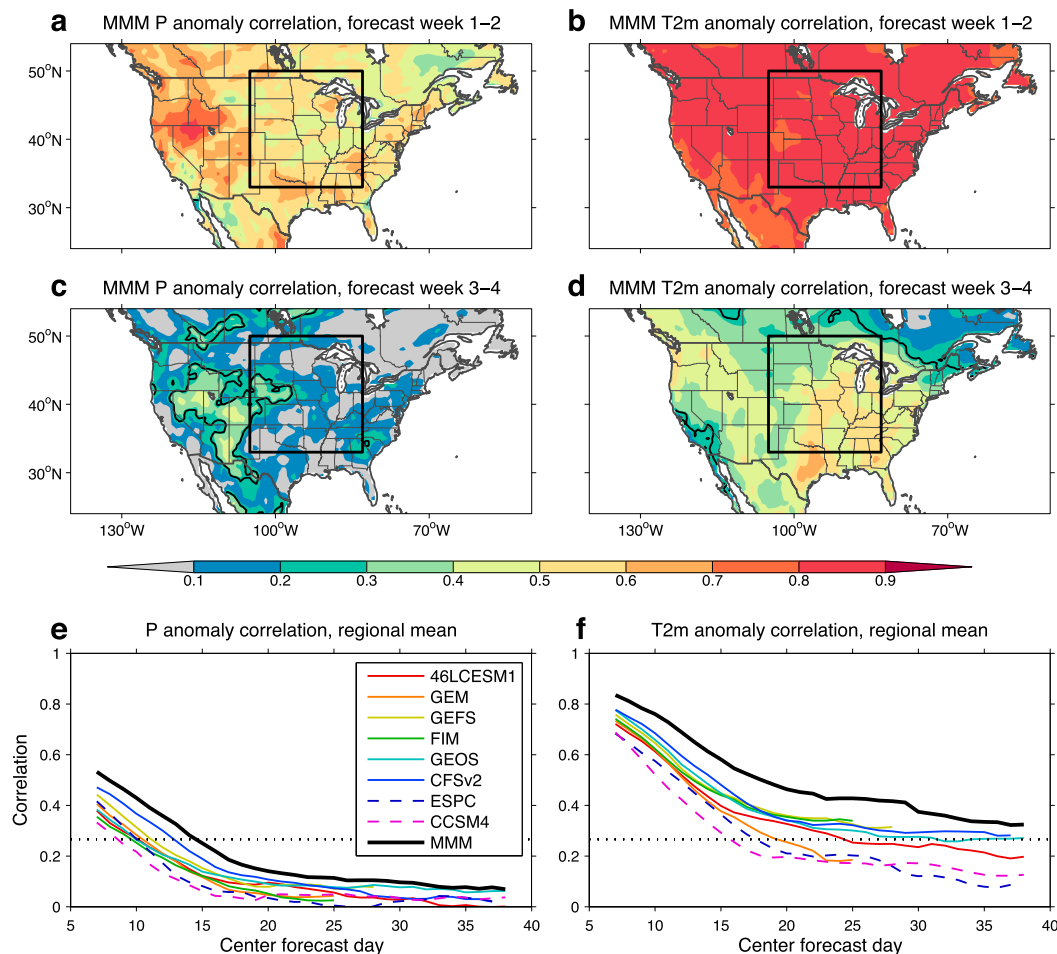 a MMM P anomaly correlation, forecast week 1–2
b MMM T2m anomaly correlation, forecast week 1–2
50°N
40°N
30°N
c MMM P anomaly correlation, forecast week 3–4
d MMM T2m anomaly correlation, forecast week 3–4
50°N
40°N
30°N
130°W 100°W 70°W
130°W 100°W 70°W
0.1 0.2 0.3 0.4 0.5 0.6 0.7 0.8 0.9
e P anomaly correlation, regional mean
f T2m anomaly correlation, regional mean
Correlation
1
0.8
0.6
0.4
0.2
0
5 10 15 20 25 30 35 40
Center forecast day
46LCESM1
GEM
GEFS
FIM
GEOS
CFSv2
ESPC
CCSM4
MMM
1
0.8
0.6
0.4
0.2
0
5 10 15 20 25 30 35 40
Center forecast day